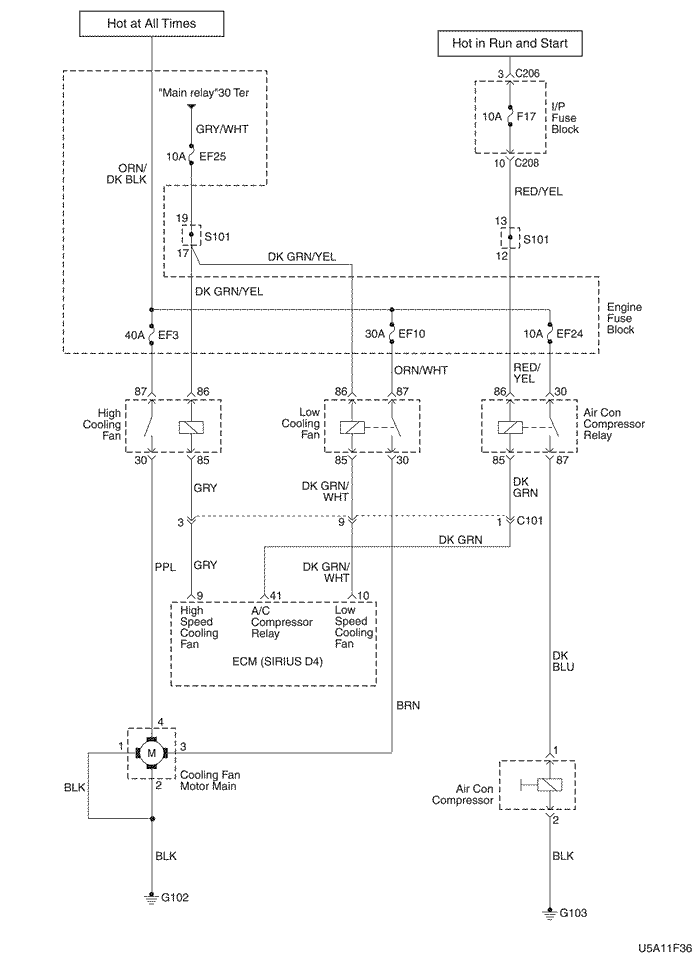 Hot at All Times
Hot in Run and Start
3 C206
"Main relay"30 Ter
GRY/WHT
10A EF25
10A F17
I/P
Fuse
Block
10 C208
ORN/
DK BLK
RED/YEL
19
S101
17
13
S101
12
DK GRN/YEL
DK GRN/YEL
Engine
Fuse
Block
40A EF3
30A EF10
10A EF24
ORN/WHT
RED/
YEL
87 86
86 87
86 30
High
Cooling
Fan
Low
Cooling
Fan
Air Con
Compressor
Relay
30 85
85 30
85 87
GRY
DK GRN/
WHT
DK
GRN
3 9 1 C101
DK GRN
PPL
GRY
DK GRN/
WHT
9 41 10
High
Speed
Cooling
Fan
A/C
Compressor
Relay
Low
Speed
Cooling
Fan
ECM (SIRIUS D4)
DK
BLU
BRN
4
1 M 3
2
Cooling Fan
Motor Main
BLK
1
Air Con
Compressor
2
BLK
BLK
G102
G103
U5A11F36